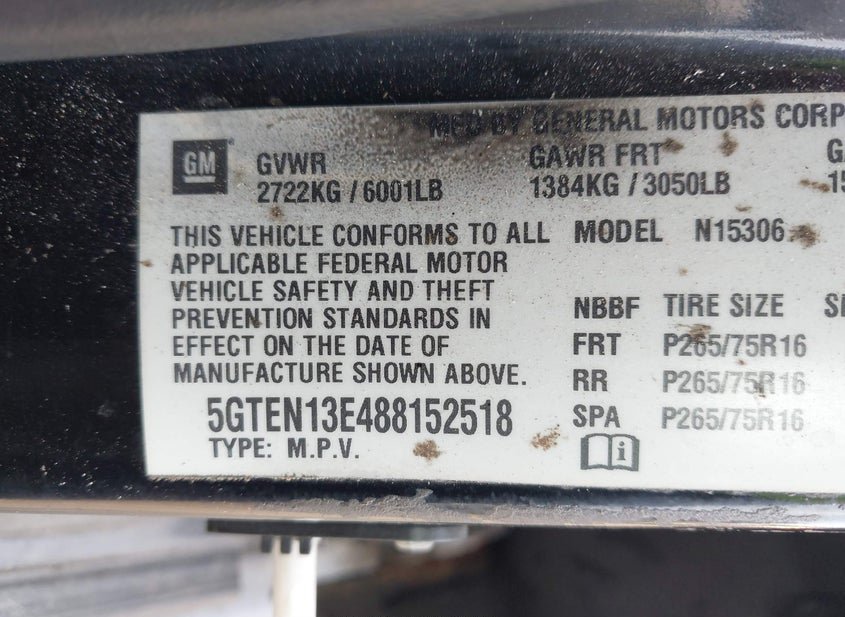 MFD BY GENERAL MOTORS CORP
GM GVWR GAWR FRT
2722KG / 6001LB 1384KG / 3050LB
THIS VEHICLE CONFORMS TO ALL MODEL N15306
APPLICABLE FEDERAL MOTOR
VEHICLE SAFETY AND THEFT
PREVENTION STANDARDS IN
EFFECT ON THE DATE OF
MANUFACTURE SHOWN ABOVE.
NBBF TIRE SIZE
FRT P265/75R16
RR P265/75R16
SPA P265/75R16
5GTEN13E488152518
TYPE: M.P.V.